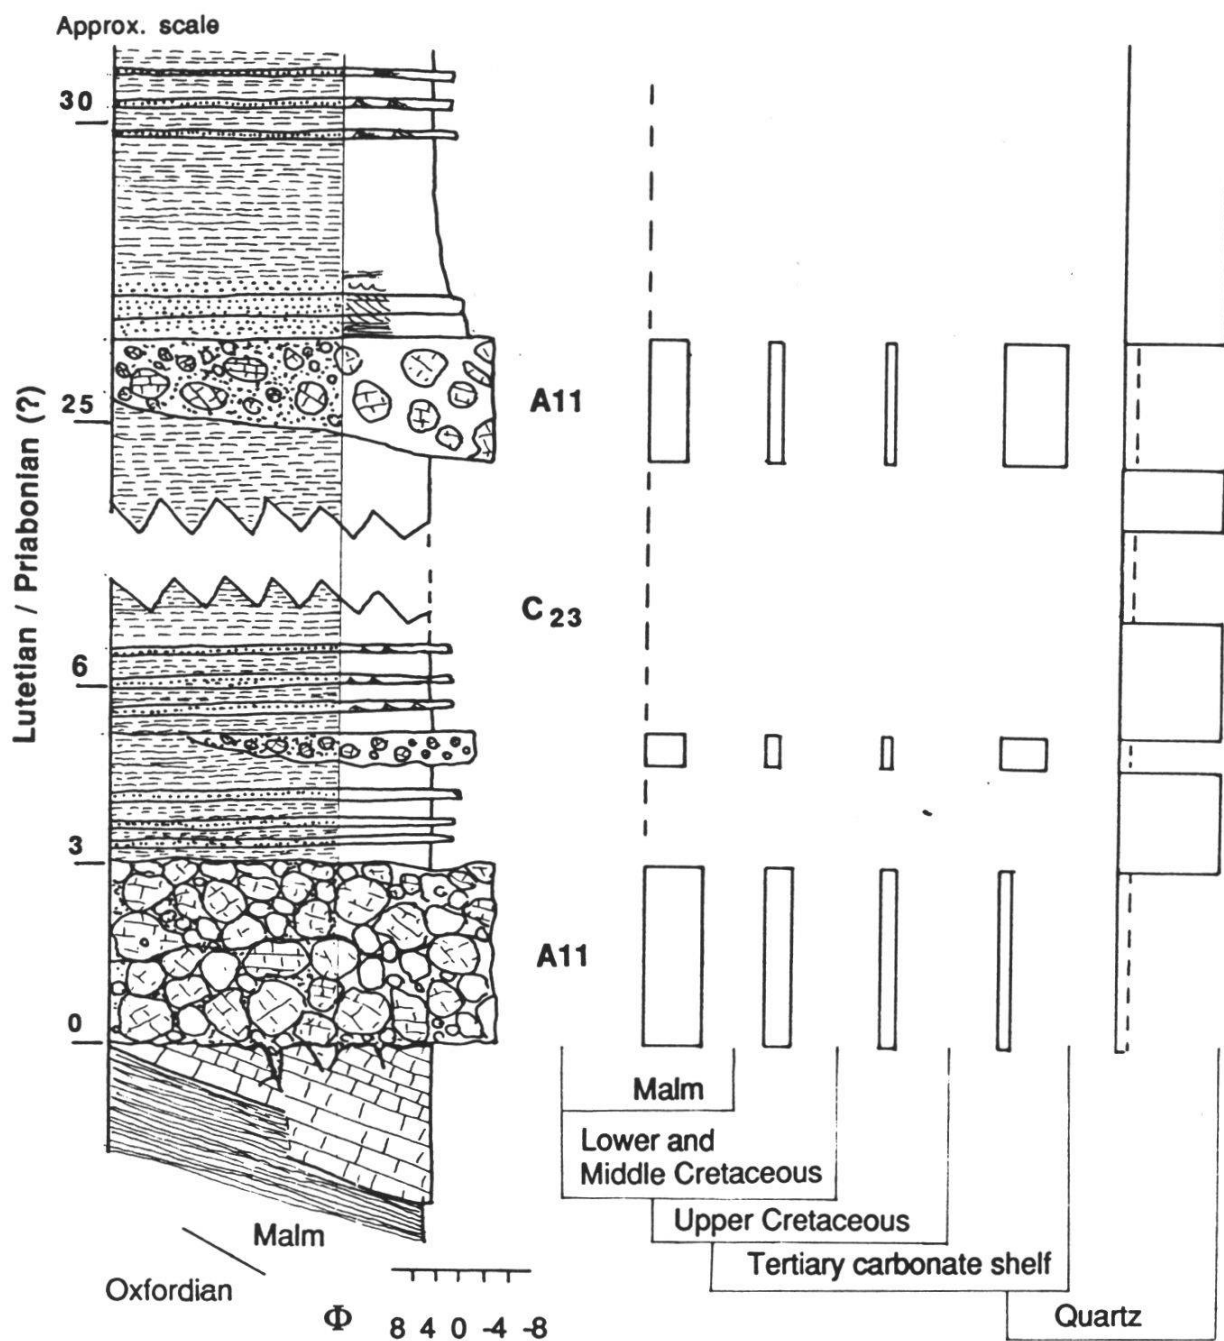 Approx. scale
30
25
A11
Lutetian / Priabonian (?)
C 23
6
3
A11
0
Malm
Lower and
Middle Cretaceous
Upper Cretaceous
Malm
Tertiary carbonate shelf
Oxfordian
Quartz
Φ
8 4 0 -4 -8